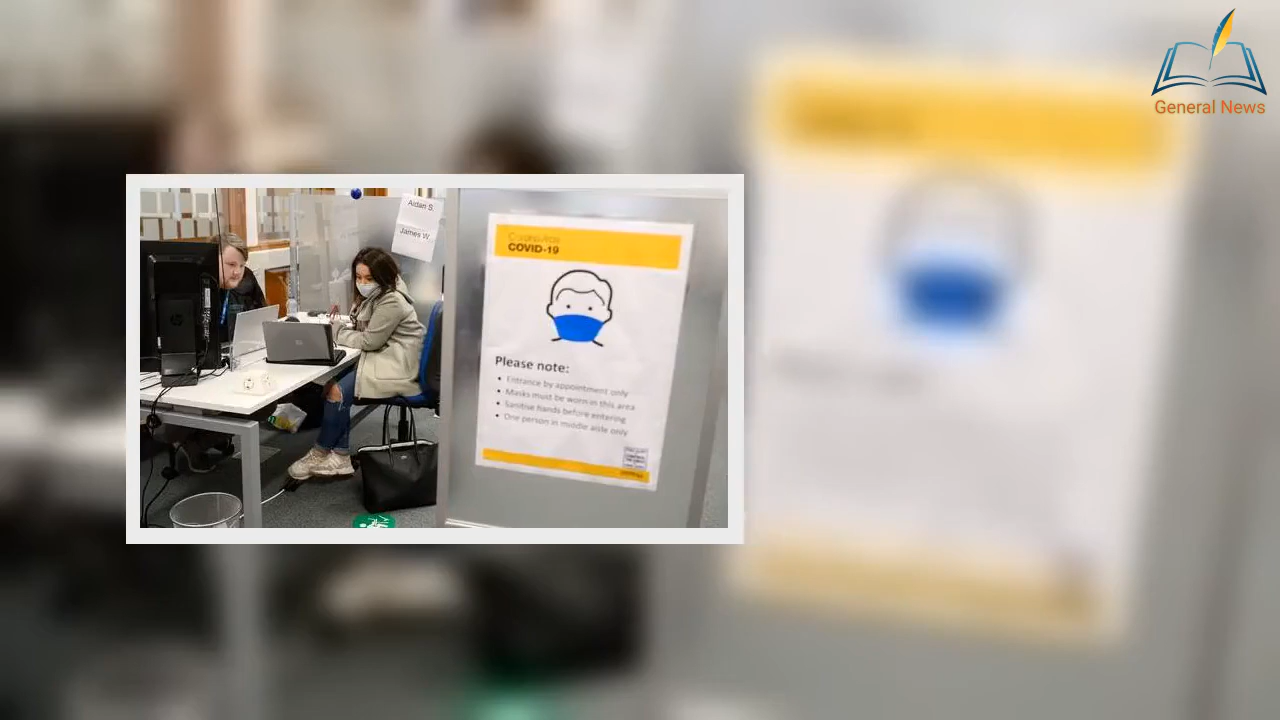 General News
Aidan S.
James W.
Coronavirus
COVID-19
Please note:
• Entrance by appointment only
• Masks must be worn in this area
• Sanitise hands before entering
• One person in middle aisle only